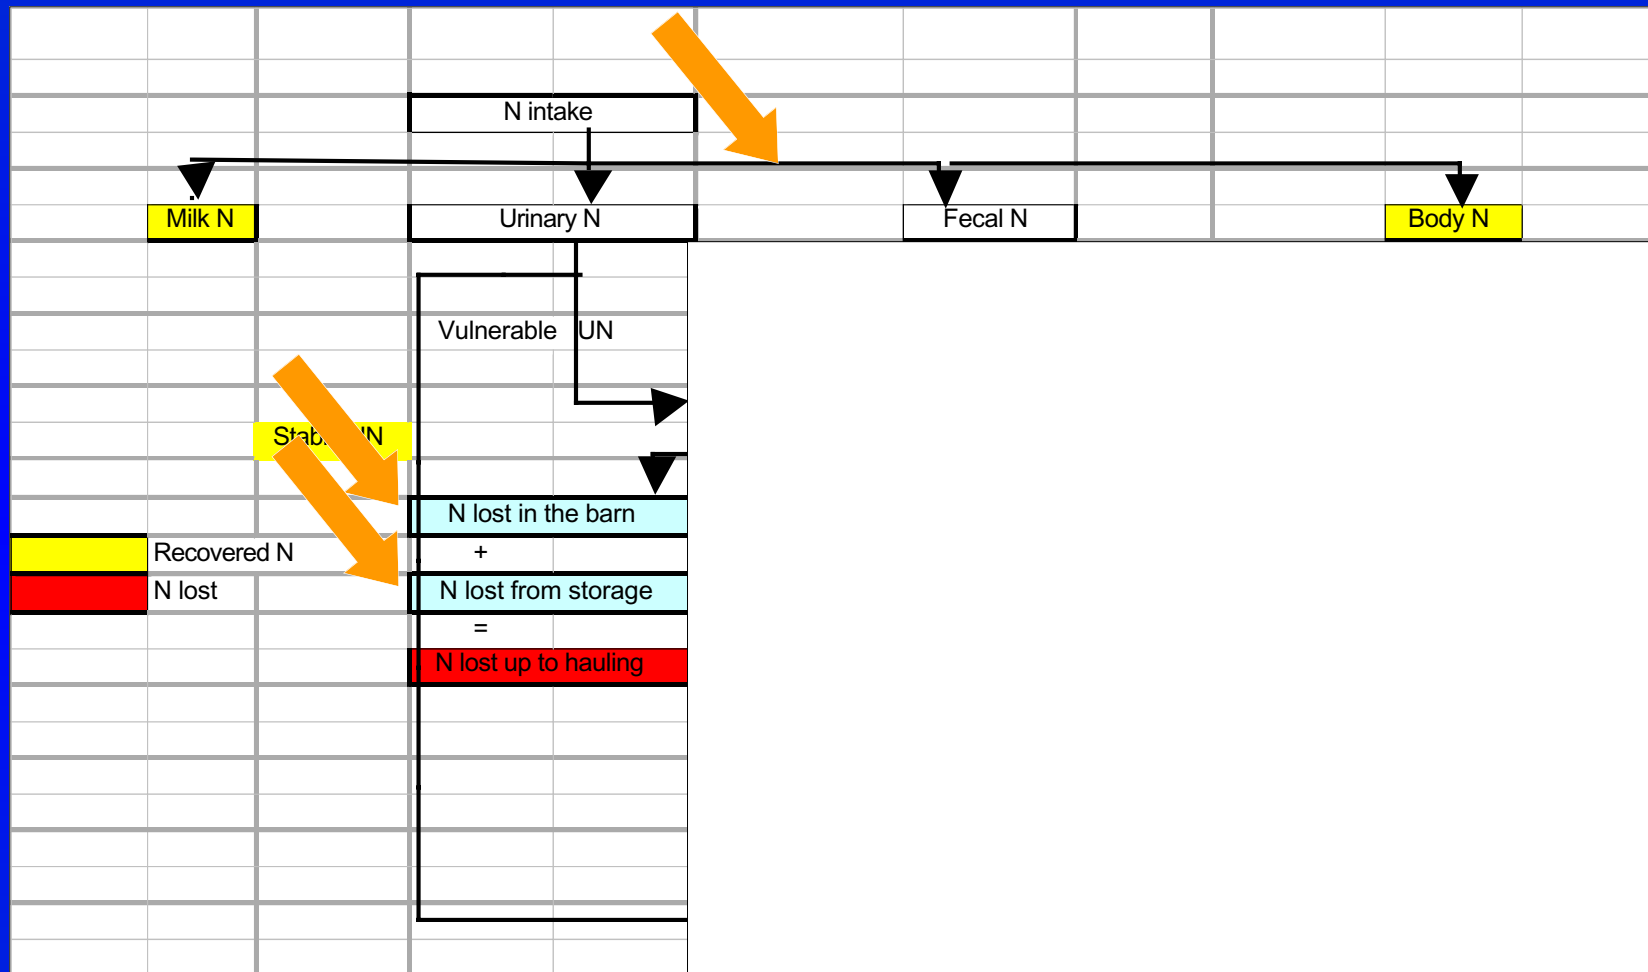 N intake
Milk N
Urinary N
Fecal N
Body N
Vulnerable UN
N
N lost in the barn
Recovered N
+
N lost
N lost from storage
=
N lost up to hauling